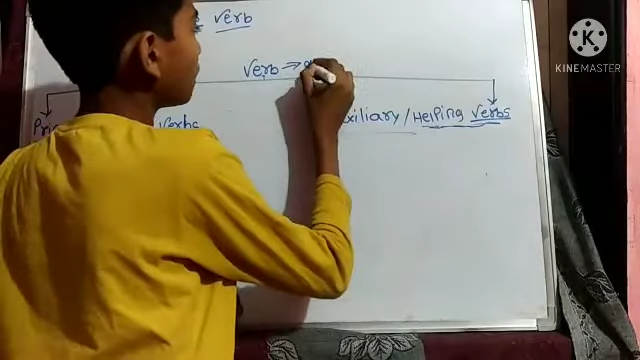 verb
Verb →
Verbs
Auxiliary / Helping Verbs
KINEMASTER